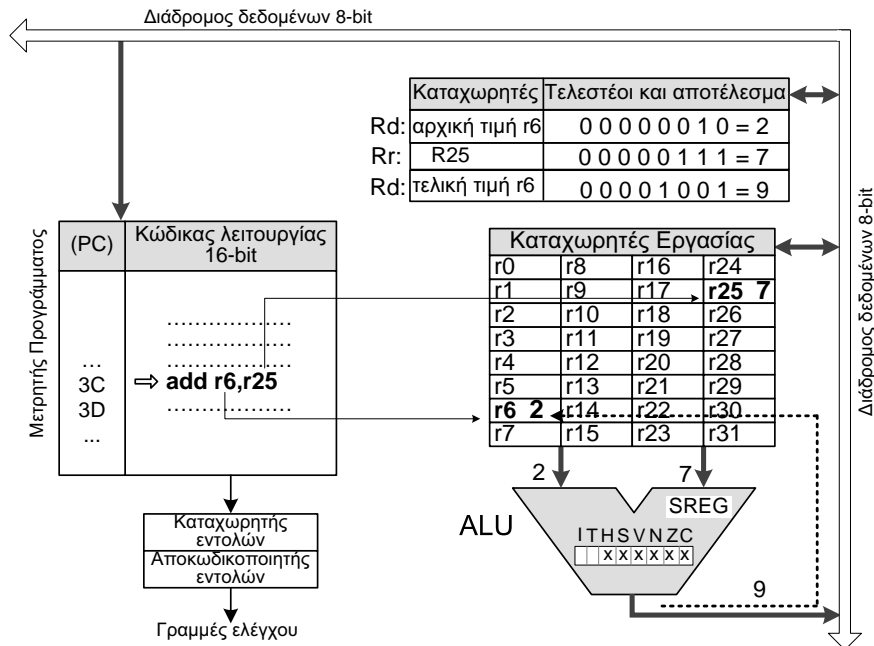 Διάδρομος δεδομένων 8-bit
Καταχωρητές Τελεστέοι και αποτέλεσμα
Rd: αρχική τιμή r6 0 0 0 0 0 0 1 0 = 2
Rr: R25 0 0 0 0 0 1 1 1 = 7
Rd: τελική τιμή r6 0 0 0 0 1 0 0 1 = 9
Διάδρομος δεδομένων 8-bit
Μετρητής Προγράμματος
(PC) Κώδικας λειτουργίας
16-bit
..................
..................
..................
...
3C ⇨ add r6,r25
3D ..................
...
Καταχωρητές Εργασίας
r0 r8 r16 r24
r1 r9 r17 r25 7
r2 r10 r18 r26
r3 r11 r19 r27
r4 r12 r20 r28
r5 r13 r21 r29
r6 2 r14 r22 r30
r7 r15 r23 r31
2 7
ALU
SREG
I T H S V N Z C
x x x x x x
9
Καταχωρητής
εντολών
Αποκωδικοποιητής
εντολών
Γραμμές ελέγχου